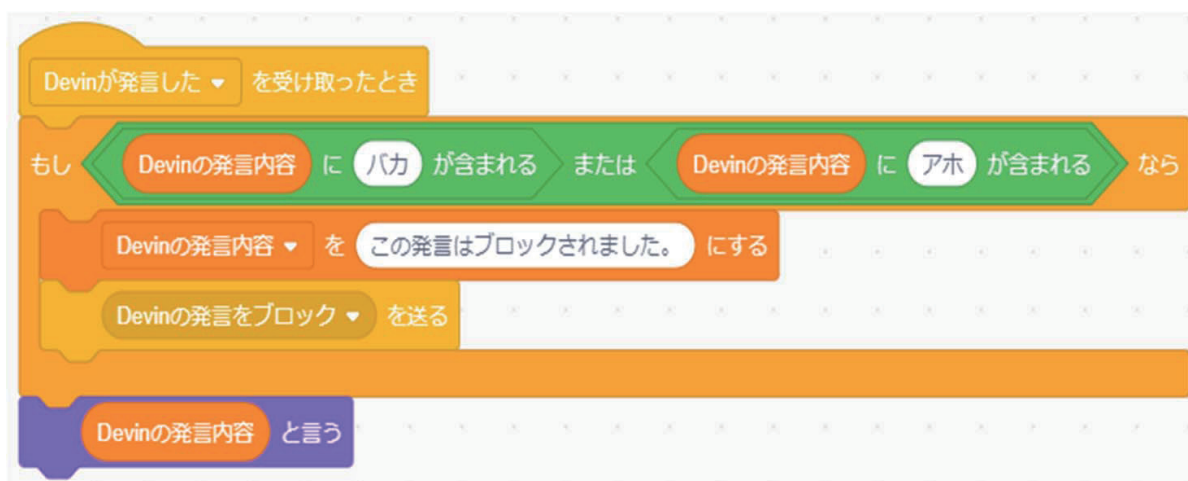 Devinが発言した を受け取ったとき
もし Devinの発言内容 に バカ が含まれる または Devinの発言内容 に アホ が含まれる なら
Devinの発言内容 を この発言はブロックされました。 にする
Devinの発言をブロック を送る
Devinの発言内容 と言う